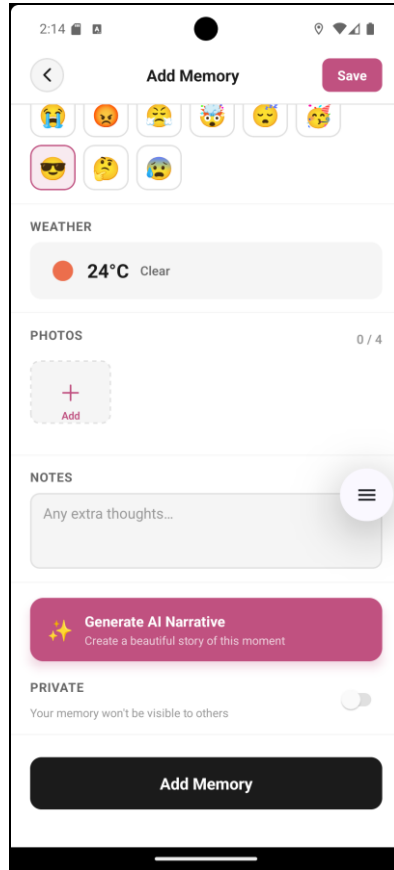 2:14
Add Memory
Save
WEATHER
24°C Clear
PHOTOS
0 / 4
+
Add
NOTES
Any extra thoughts...
Generate AI Narrative
Create a beautiful story of this moment
PRIVATE
Your memory won't be visible to others
Add Memory